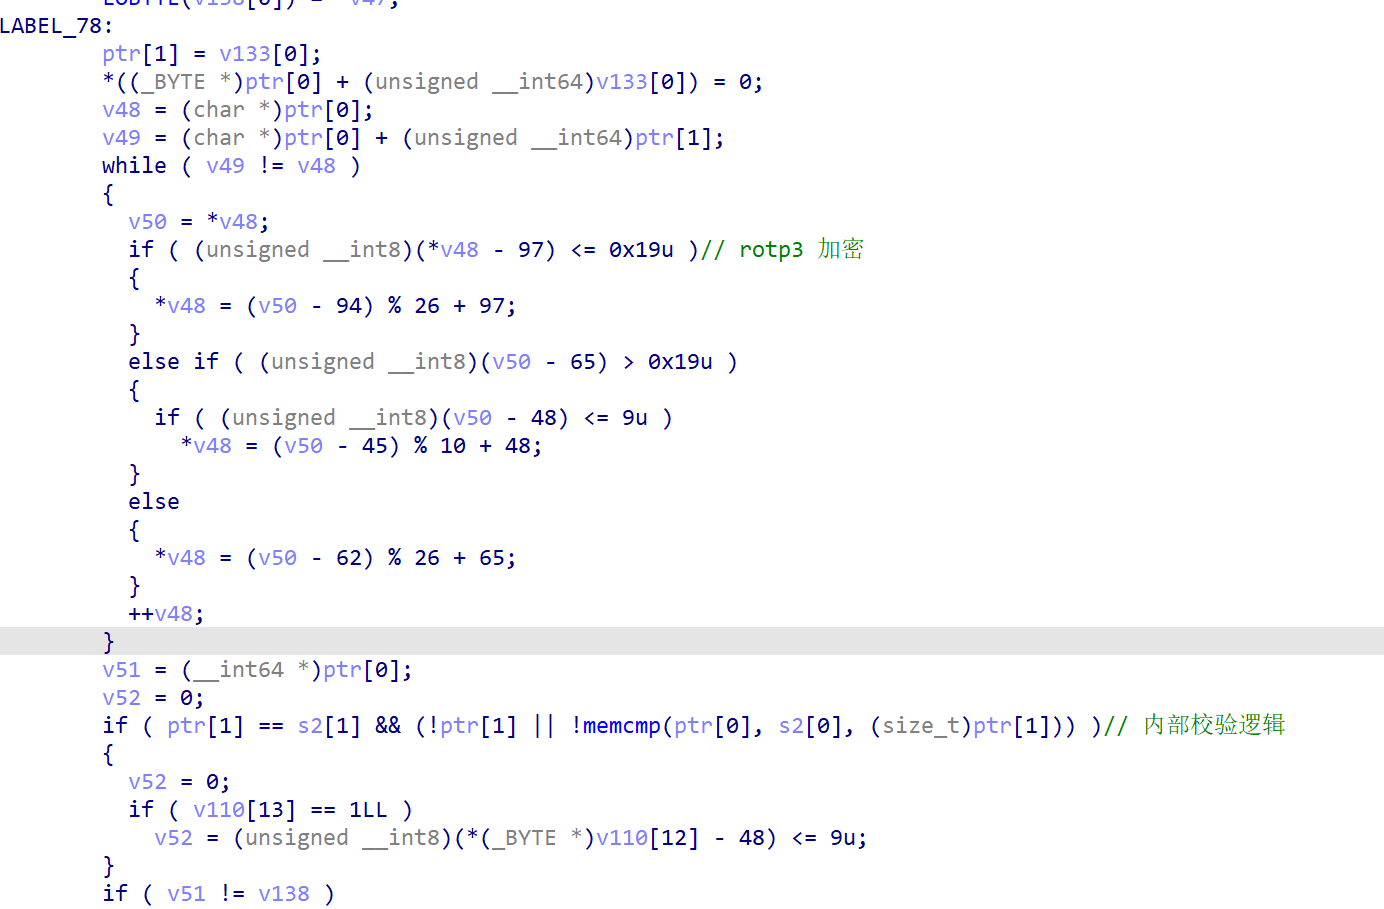 LOBYTE(v138[0]) = v47;
LABEL_78:
ptr[1] = v133[0];
*((_BYTE *)ptr[0] + (unsigned __int64)v133[0]) = 0;
v48 = (char *)ptr[0];
v49 = (char *)ptr[0] + (unsigned __int64)ptr[1];
while ( v49 != v48 )
{
v50 = *v48;
if ( (unsigned __int8)(*v48 - 97) <= 0x19u )// rotp3 加密
{
*v48 = (v50 - 94) % 26 + 97;
}
else if ( (unsigned __int8)(v50 - 65) > 0x19u )
{
if ( (unsigned __int8)(v50 - 48) <= 9u )
*v48 = (v50 - 45) % 10 + 48;
}
else
{
*v48 = (v50 - 62) % 26 + 65;
}
++v48;
}
v51 = (__int64 *)ptr[0];
v52 = 0;
if ( ptr[1] == s2[1] && (!ptr[1] || !memcmp(ptr[0], s2[0], (size_t)ptr[1])) )// 内部校验逻辑
{
v52 = 0;
if ( v110[13] == 1LL )
v52 = (unsigned __int8)(*(_BYTE *)v110[12] - 48) <= 9u;
}
if ( v51 != v138 )